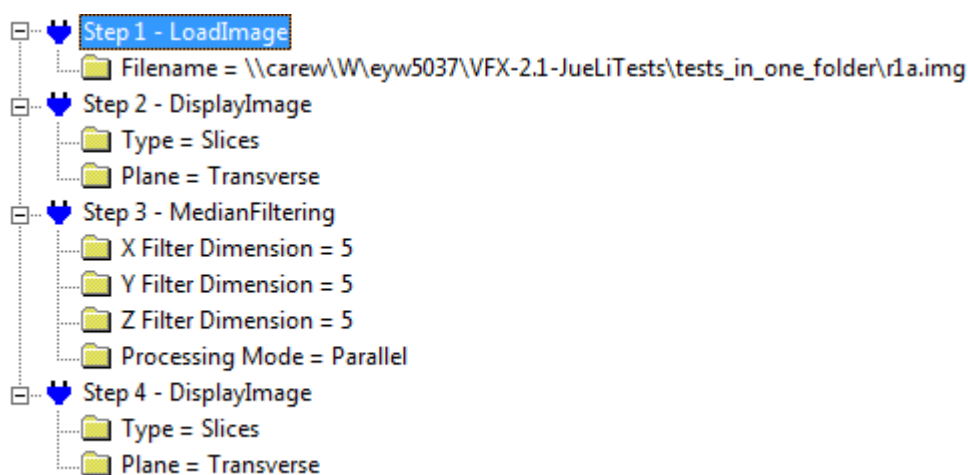 Step 1 - LoadImage
Filename = \\carew\W\eyw5037\VFX-2.1-JueLiTests\tests_in_one_folder\r1a.img
Step 2 - DisplayImage
Type = Slices
Plane = Transverse
Step 3 - MedianFiltering
X Filter Dimension = 5
Y Filter Dimension = 5
Z Filter Dimension = 5
Processing Mode = Parallel
Step 4 - DisplayImage
Type = Slices
Plane = Transverse